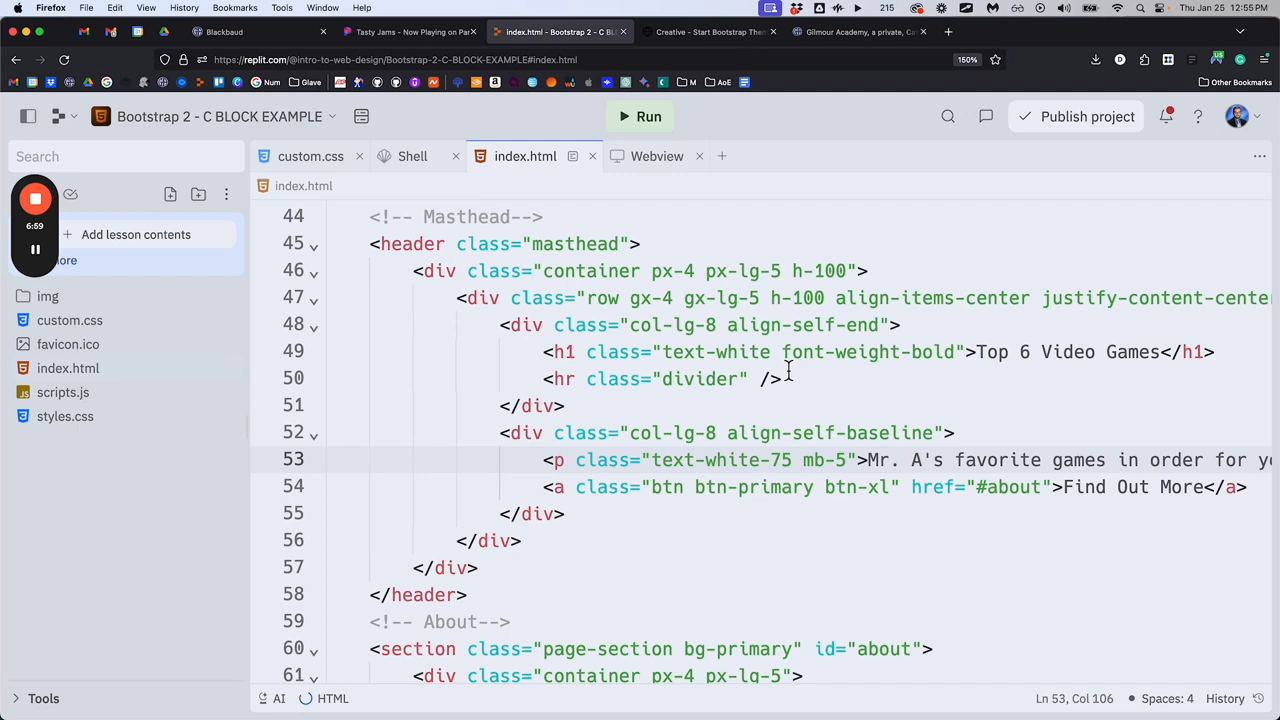 Firefox File Edit View History Bookmarks Tools Window Help 215 Thu Jan 25 12:55 PM
Blackbaud × Tasty Jams - Now Playing on Par × index.html - Bootstrap 2 - C BL × Creative - Start Bootstrap Them × Gilmour Academy, a private, Cat × +
https://replit.com/@intro-to-web-design/Bootstrap-2-C-BLOCK-EXAMPLE#index.html 150%
Num Glave M AoE Other Bookmarks
Bootstrap 2 - C BLOCK EXAMPLE Run Publish project
Search custom.css × Shell × index.html × Webview × +
index.html
6:59
+ Add lesson contents
ore
img
custom.css
favicon.ico
index.html
scripts.js
styles.css
Tools
44 <!-- Masthead-->
45 <header class="masthead">
46 <div class="container px-4 px-lg-5 h-100">
47 <div class="row gx-4 gx-lg-5 h-100 align-items-center justify-content-cente
48 <div class="col-lg-8 align-self-end">
49 <h1 class="text-white font-weight-bold">Top 6 Video Games</h1>
50 <hr class="divider" />
51 </div>
52 <div class="col-lg-8 align-self-baseline">
53 <p class="text-white-75 mb-5">Mr. A's favorite games in order for yo
54 <a class="btn btn-primary btn-xl" href="#about">Find Out More</a>
55 </div>
56 </div>
57 </div>
58 </header>
59 <!-- About-->
60 <section class="page-section bg-primary" id="about">
61 <div class="container px-4 px-lg-5">
AI HTML Ln 53, Col 106 Spaces: 4 History